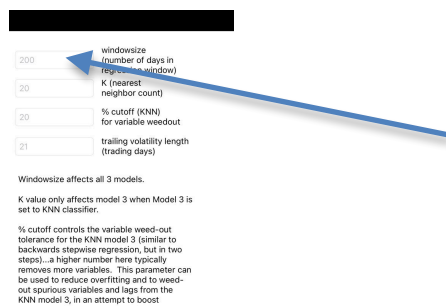 200
windowsize
(number of days in
regression window)
20
K (nearest
neighbor count)
20
% cutoff (KNN)
for variable weedout
21
trailing volatility length
(trading days)
Windowsize affects all 3 models.
K value only affects model 3 when Model 3 is
set to KNN classifier.
% cutoff controls the variable weed-out
tolerance for the KNN model 3 (similar to
backwards stepwise regression, but in two
steps)...a higher number here typically
removes more variables. This parameter can
be used to reduce overfitting and to weed-
out spurious variables and lags from the
KNN model 3, in an attempt to boost